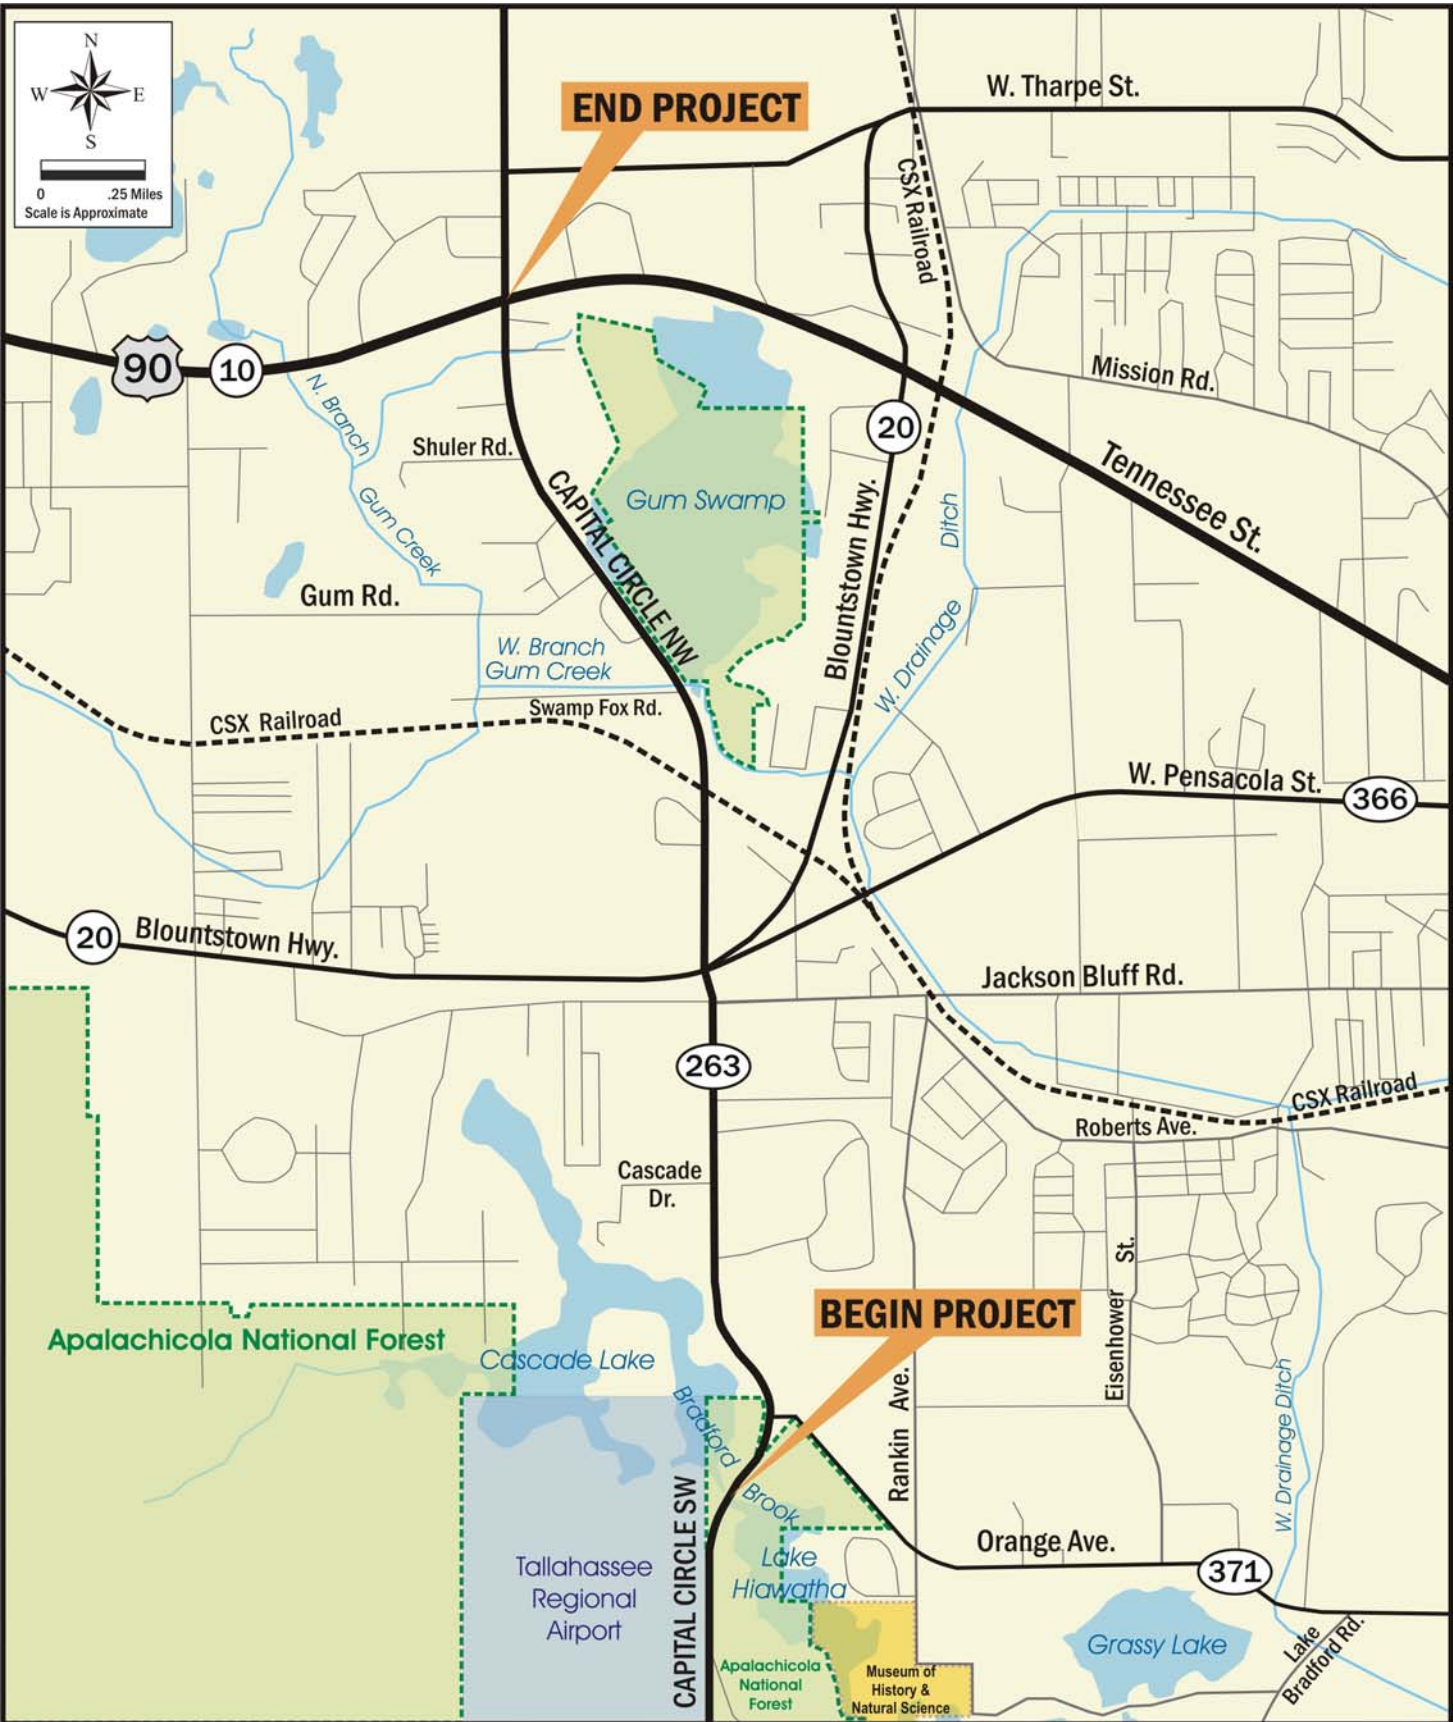 N
W E
S
0 .25 Miles
Scale is Approximate
END PROJECT
W. Tharpe St.
CSX Railroad
90
10
N. Branch
Gum Creek
Shuler Rd.
Mission Rd.
20
Tennessee St.
CAPITAL CIRCLE NW
Gum Swamp
Blountstown Hwy.
Ditch
W. Drainage
Gum Rd.
W. Branch
Gum Creek
Swamp Fox Rd.
CSX Railroad
W. Pensacola St.
366
20
Blountstown Hwy.
Jackson Bluff Rd.
263
CSX Railroad
Roberts Ave.
Cascade
Dr.
Eisenhower St.
BEGIN PROJECT
Apalachicola National Forest
Cascade Lake
Bradford
Brook
Rankin Ave.
W. Drainage Ditch
CAPITAL CIRCLE SW
Orange Ave.
371
Tallahassee
Regional
Airport
Lake
Hiawatha
Grassy Lake
Lake
Bradford Rd.
Apalachicola
National
Forest
Museum of
History &
Natural Science